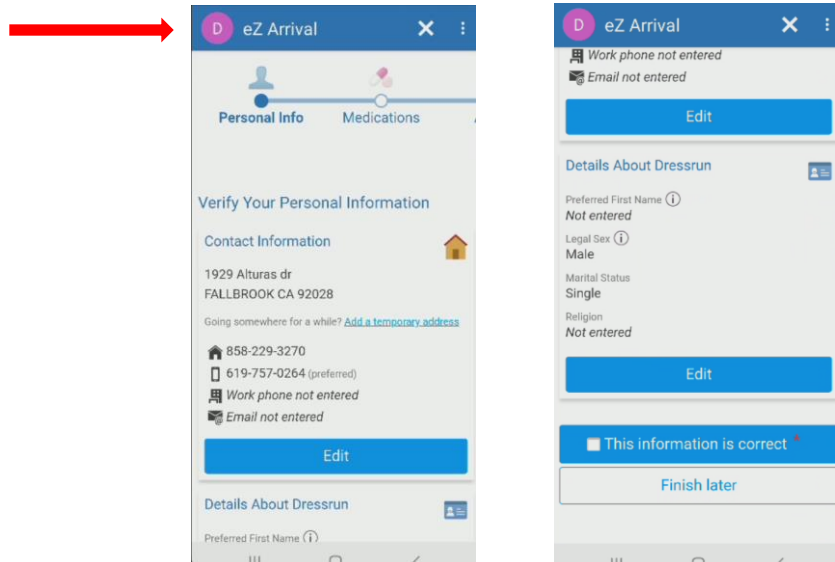 D eZ Arrival
Personal Info Medications
Verify Your Personal Information
Contact Information
1929 Alturas dr
FALLBROOK CA 92028
Going somewhere for a while? Add a temporary address
858-229-3270
619-757-0264 (preferred)
Work phone not entered
Email not entered
Edit
Details About Dressrun
Preferred First Name
D eZ Arrival
Work phone not entered
Email not entered
Edit
Details About Dressrun
Preferred First Name
Not entered
Legal Sex
Male
Marital Status
Single
Religion
Not entered
Edit
This information is correct *
Finish later